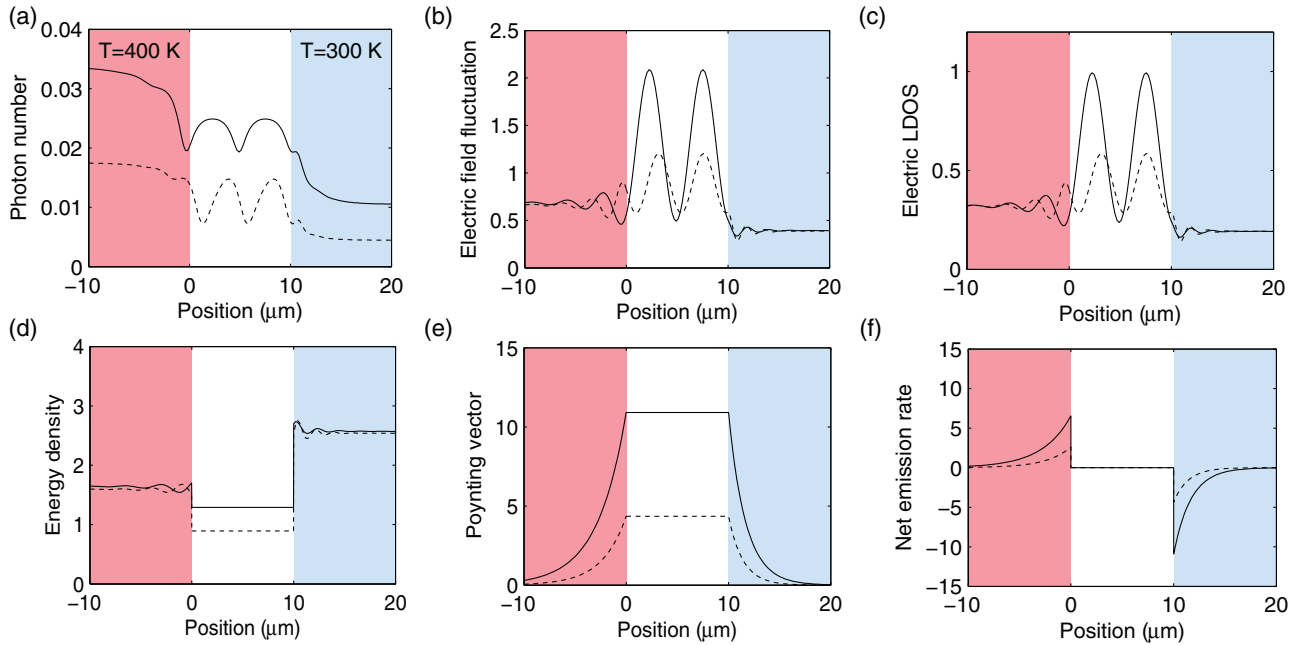 (a)
0.04
0.03
0.02
0.01
0
Photon number
T=400 K
T=300 K
−10
0
10
20
Position (μm)
(b)
2.5
2
1.5
1
0.5
0
Electric field fluctuation
−10
0
10
20
Position (μm)
(c)
1
0.5
0
Electric LDOS
−10
0
10
20
Position (μm)
(d)
4
3
2
1
0
Energy density
−10
0
10
20
Position (μm)
(e)
15
10
5
0
Poynting vector
−10
0
10
20
Position (μm)
(f)
15
10
5
0
−5
−10
−15
Net emission rate
−10
0
10
20
Position (μm)